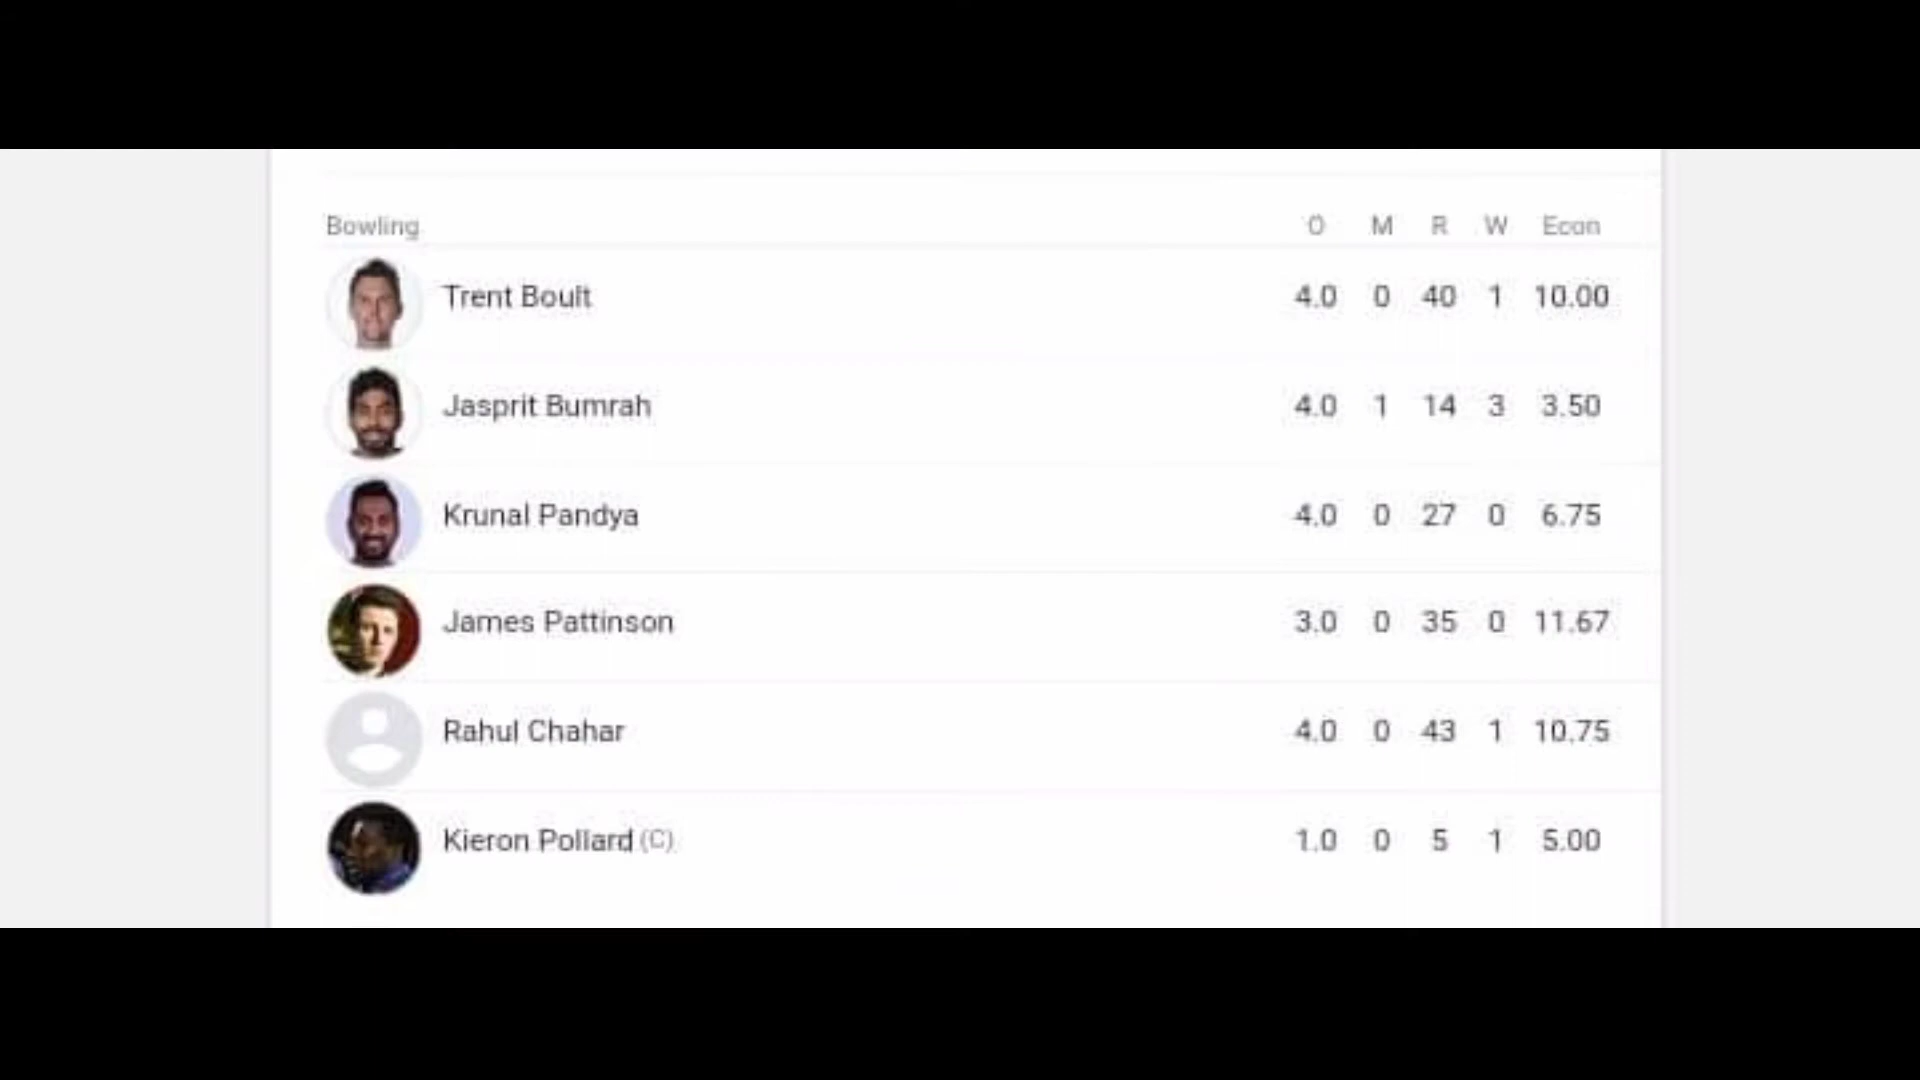 Bowling O M R W Econ
Trent Boult 4.0 0 40 1 10.00
Jasprit Bumrah 4.0 1 14 3 3.50
Krunal Pandya 4.0 0 27 0 6.75
James Pattinson 3.0 0 35 0 11.67
Rahul Chahar 4.0 0 43 1 10.75
Kieron Pollard (C) 1.0 0 5 1 5.00